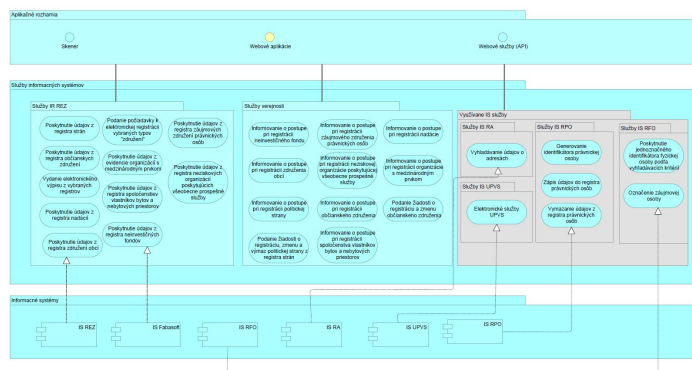 Aplikačné rozhania
Skener
Webové aplikácie
Webové služby (API)
Služby informačných systémov
Služby IR REZ
Poskytnutie údajov z
registra strán
Podanie požiadavky k
elektronickej registrácii
vybraných typov
"združení"
Poskytnutie údajov z
registra záujmových
združení právnických
osôb
Poskytnutie údajov z
registra občianskych
združení
Poskytnutie údajov z
evidencie organizácií s
medzinárodným prvkom
Vydanie elektronického
výpisu z vybraných
registrov
Poskytnutie údajov z
registra spoločenstiev
vlastníkov bytov a
nebytových priestorov
Poskytnutie údajov z
registra neziskových
organizácií
poskytujúcich
všeobecne prospešné
služby
Poskytnutie údajov z
registra nadácií
Poskytnutie údajov z
registra združení obcí
Poskytnutie údajov z
registra neinvestičných
fondov
Služby verejnosti
Informovanie o postupe
pri registrácii
neinvestičného fondu
Informovanie o postupe
pri registrácii
záujmového združenia
právnických osôb
Informovanie o postupe
pri registrácii nadácie
Informovanie o postupe
pri registrácii združenia
obcí
Informovanie o postupe
pri registrácii neziskovej
organizácie poskytujúcej
všeobecne prospešné
služby
Informovanie o postupe
pri registrácii organizácie
s medzinárodným
prvkom
Informovanie o postupe
pri registrácii politickej
strany
Informovanie o postupe
pri registrácii
občianskeho združenia
Podanie žiadosti o
registráciu a zmenu
občianskeho združenia
Podanie žiadosti o
registráciu, zmenu a
výmaz politickej strany z
registra strán
Informovanie o postupe
pri registrácii
spoločenstva vlastníkov
bytov a nebytových
priestorov
Využívané IS služby
Služby IS RA
Vyhľadávanie údajov o
adresách
Služby IS UPVS
Elektronické služby
UPVS
Služby IS RPO
Generovanie
identifikátora právnickej
osoby
Zápis údajov do registra
právnických osôb
Vymazanie údajov z
registra právnických
osôb
Služby IS RFO
Poskytnutie
jednoznačného
identifikátora fyzickej
osoby podľa
vyhľadávacích kritérií
Označenie záujmovej
osoby
Informačné systémy
IS REZ
IS Fabasoft
IS RFO
IS RA
IS UPVS
IS RPO